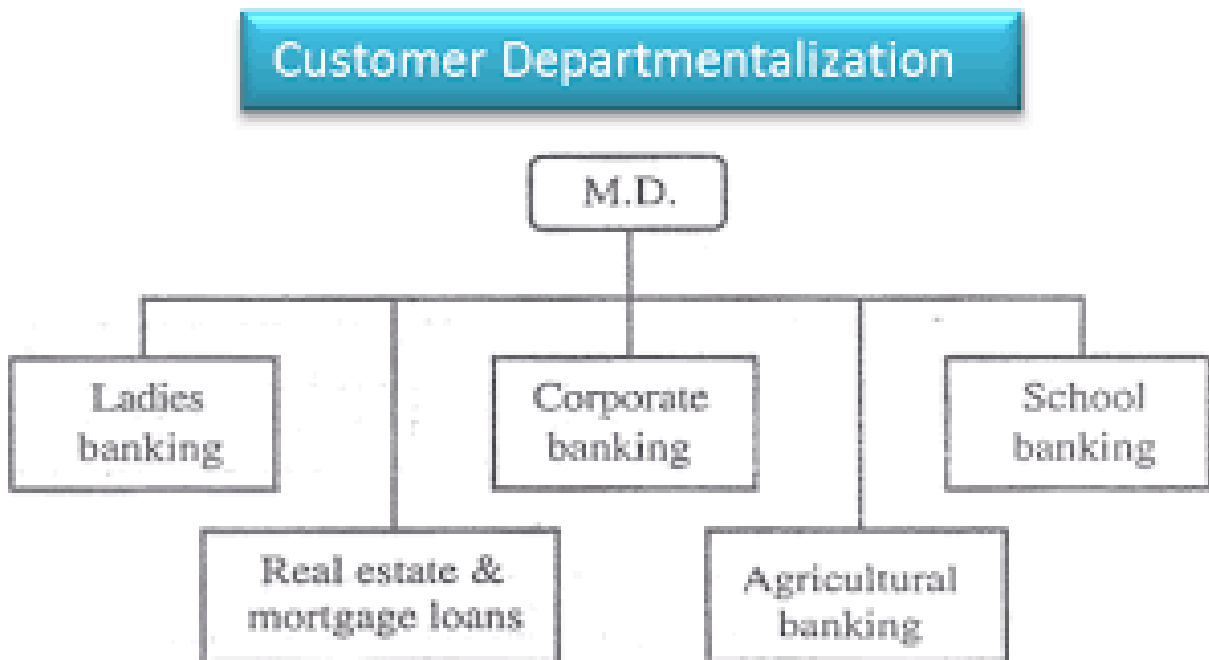 Customer Departmentalization
M.D.
Ladies
banking
Corporate
banking
School
banking
Real estate &
mortgage loans
Agricultural
banking